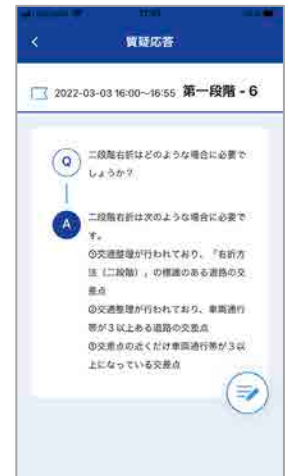 質疑応答
2022-03-03 16:00~16:55 第一段階 - 6
Q
二段階右折はどのような場合に必要で
しょうか？
A
二段階右折は次のような場合に必要で
す。
①交通整理が行われており、「右折方
法（二段階）」の標識のある道路の交
差点
②交通整理が行われており、車両通行
帯が３以上ある道路の交差点
③交差点の近くだけ車両通行帯が３以
上になっている交差点